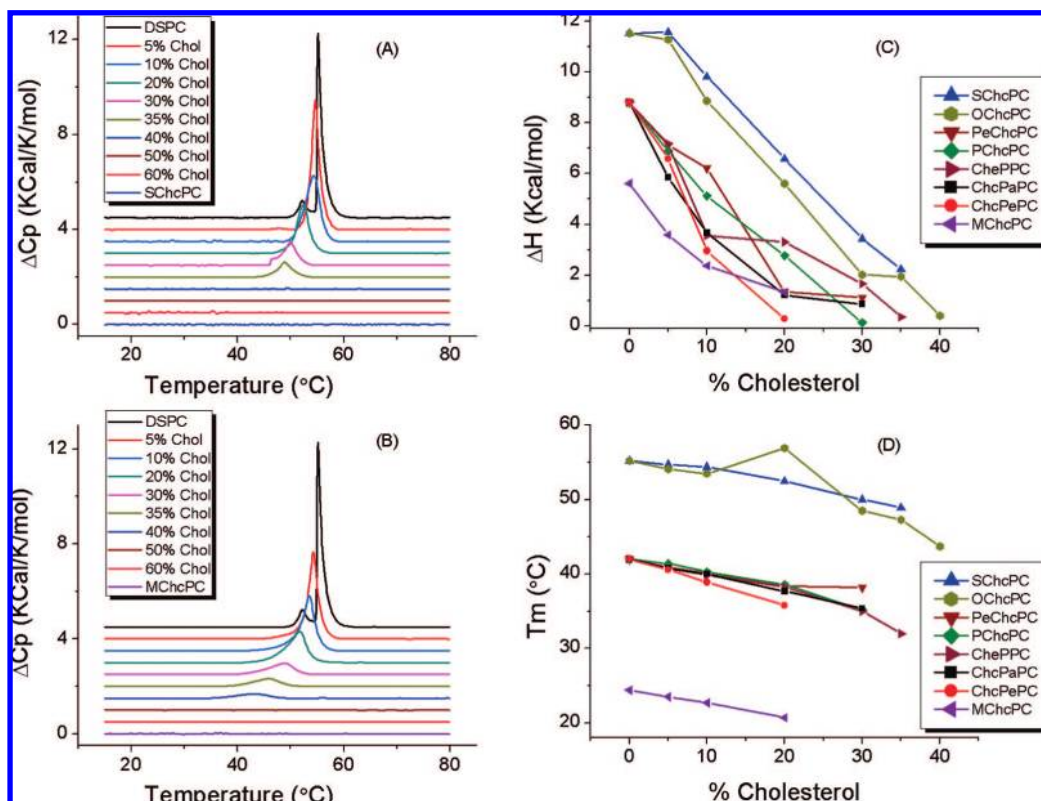 (A)
DSPC
5% Chol
10% Chol
20% Chol
30% Chol
35% Chol
40% Chol
50% Chol
60% Chol
SChcPC
ΔCp (KCal/K/mol)
12
8
4
0
20 40 60 80
Temperature (°C)
(C)
SChcPC
OChcPC
PeChcPC
PChcPC
ChePPC
ChcPaPC
ChcPePC
MChcPC
ΔH (Kcal/mol)
12
10
8
6
4
2
0
0 10 20 30 40
% Cholesterol
(B)
DSPC
5% Chol
10% Chol
20% Chol
30% Chol
35% Chol
40% Chol
50% Chol
60% Chol
MChcPC
ΔCp (KCal/K/mol)
12
8
4
0
20 40 60 80
Temperature (°C)
(D)
SChcPC
OChcPC
PeChcPC
PChcPC
ChePPC
ChcPaPC
ChcPePC
MChcPC
Tm (°C)
60
50
40
30
20
0 10 20 30 40
% Cholesterol